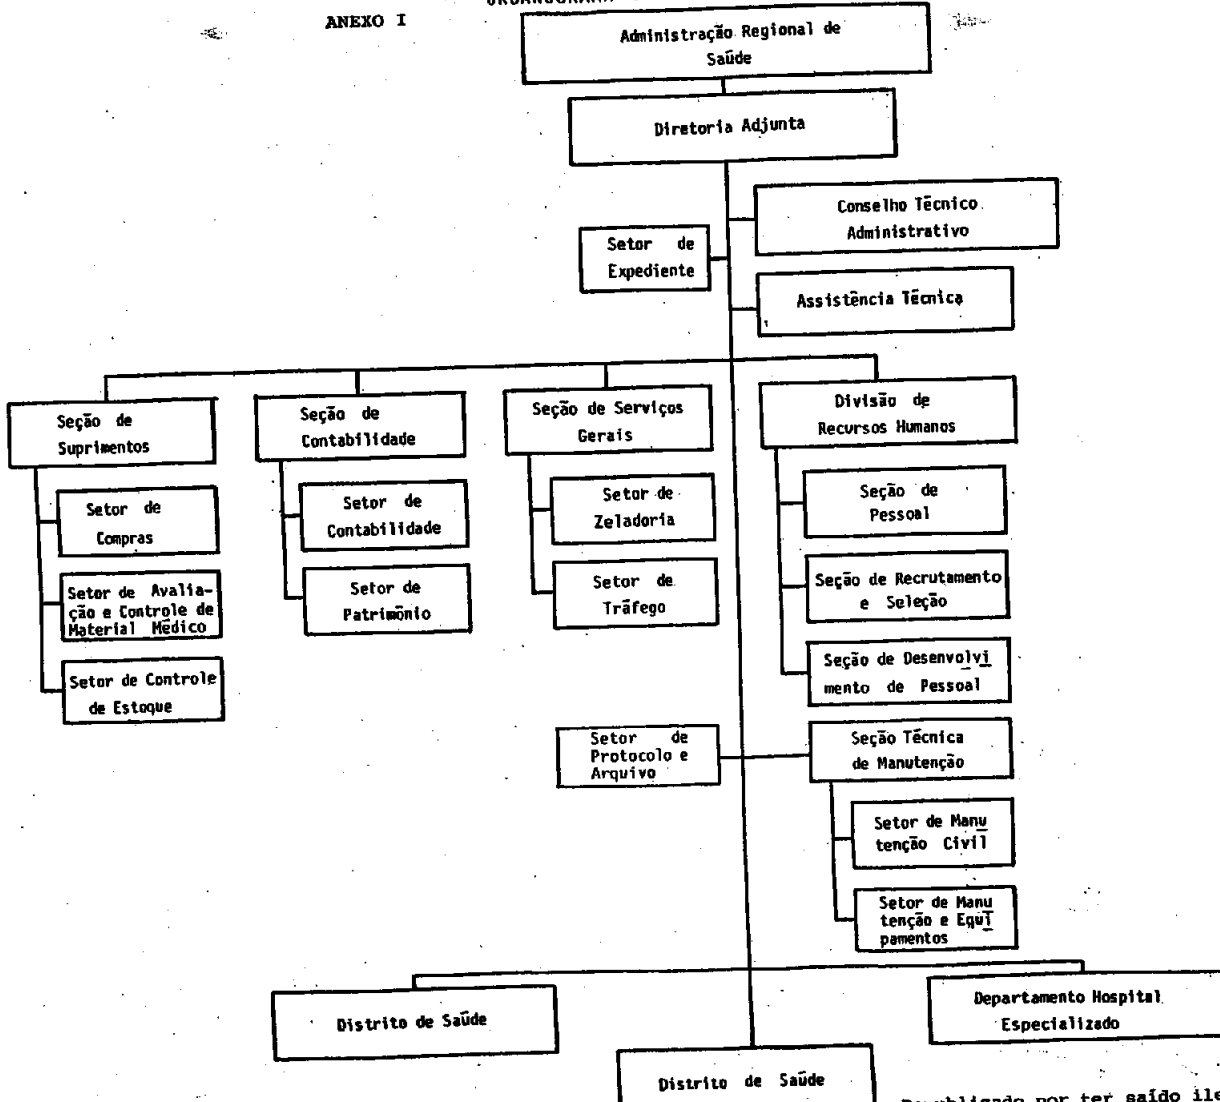 ANEXO I
Administração Regional de
Saúde
Diretoria Adjunta
Conselho Técnico
Administrativo
Setor de
Expediente
Assistência Técnica
Seção de
Suprimentos
Seção de
Contabilidade
Seção de Serviços
Gerais
Divisão de
Recursos Humanos
Setor de
Compras
Setor de Avalia-
ção e Controle de
Material Médico
Setor de Controle
de Estoque
Setor de
Contabilidade
Setor de
Patrimônio
Setor de
Zeladoria
Setor de
Tráfego
Seção de
Pessoal
Seção de Recrutamento
e Seleção
Seção de Desenvolvi
mento de Pessoal
Setor de
Protocolo e
Arquivo
Seção Técnica
de Manutenção
Setor de Manu
tenção Civil
Setor de Manu
tenção e Equi
pamentos
Distrito de Saúde
Departamento Hospital
Especializado
Distrito de Saúde
por ter saído